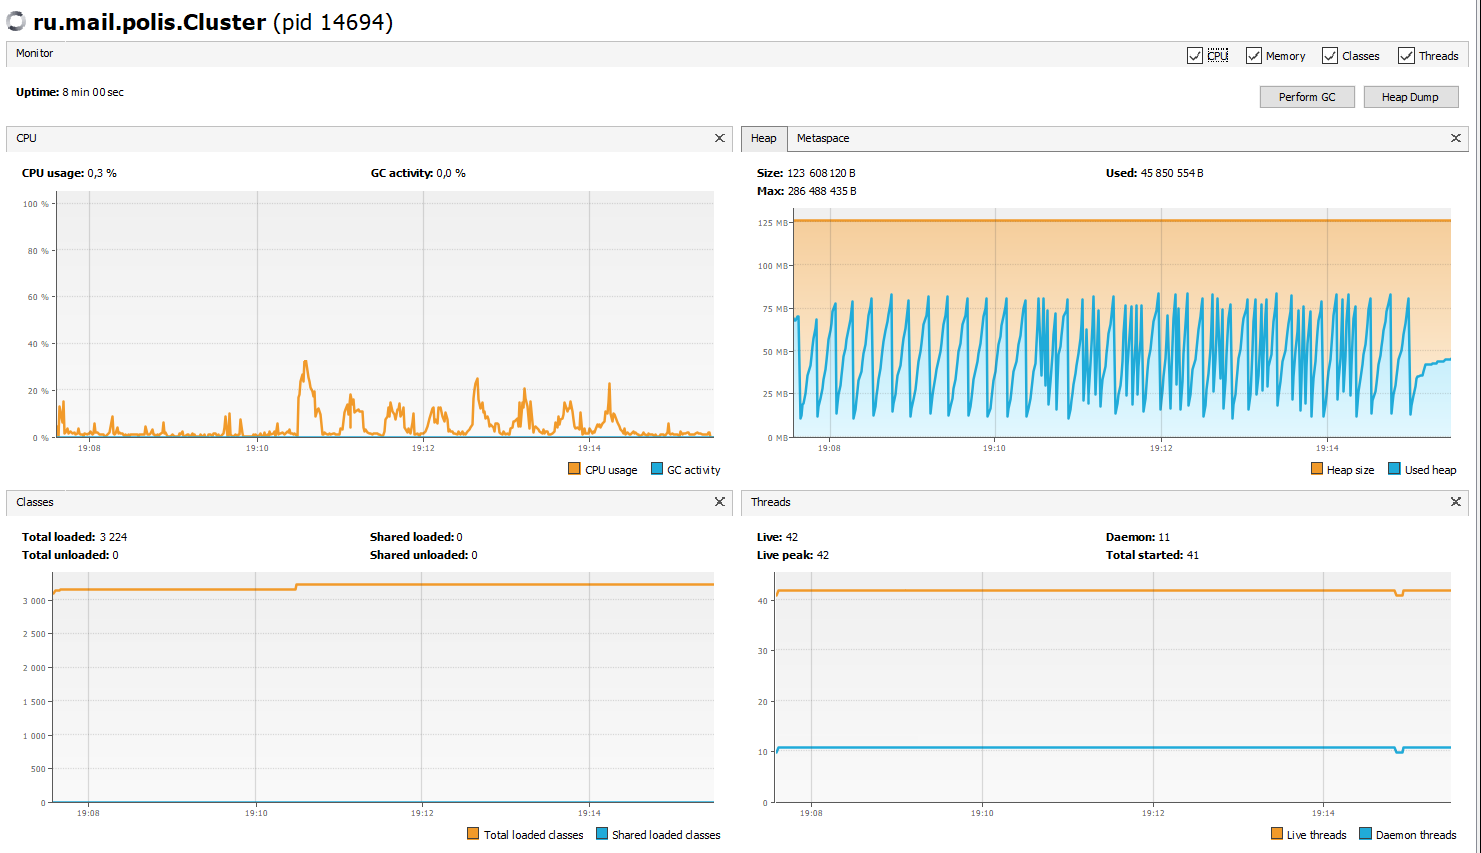 ru.mail.polis.Cluster (pid 14694)
Monitor
CPU Memory Classes Threads
Uptime: 8 min 00 sec
Perform GC Heap Dump
CPU
CPU usage: 0,3 % GC activity: 0,0 %
100 %
80 %
60 %
40 %
20 %
0 %
19:08 19:10 19:12 19:14
CPU usage GC activity
Heap Metaspace
Size: 123 608 120 B Used: 45 850 554 B
Max: 286 488 435 B
125 MB
100 MB
75 MB
50 MB
25 MB
0 MB
19:08 19:10 19:12 19:14
Heap size Used heap
Classes
Total loaded: 3 224 Shared loaded: 0
Total unloaded: 0 Shared unloaded: 0
3 000
2 500
2 000
1 500
1 000
500
0
19:08 19:10 19:12 19:14
Total loaded classes Shared loaded classes
Threads
Live: 42 Daemon: 11
Live peak: 42 Total started: 41
40
30
20
10
0
19:08 19:10 19:12 19:14
Live threads Daemon threads